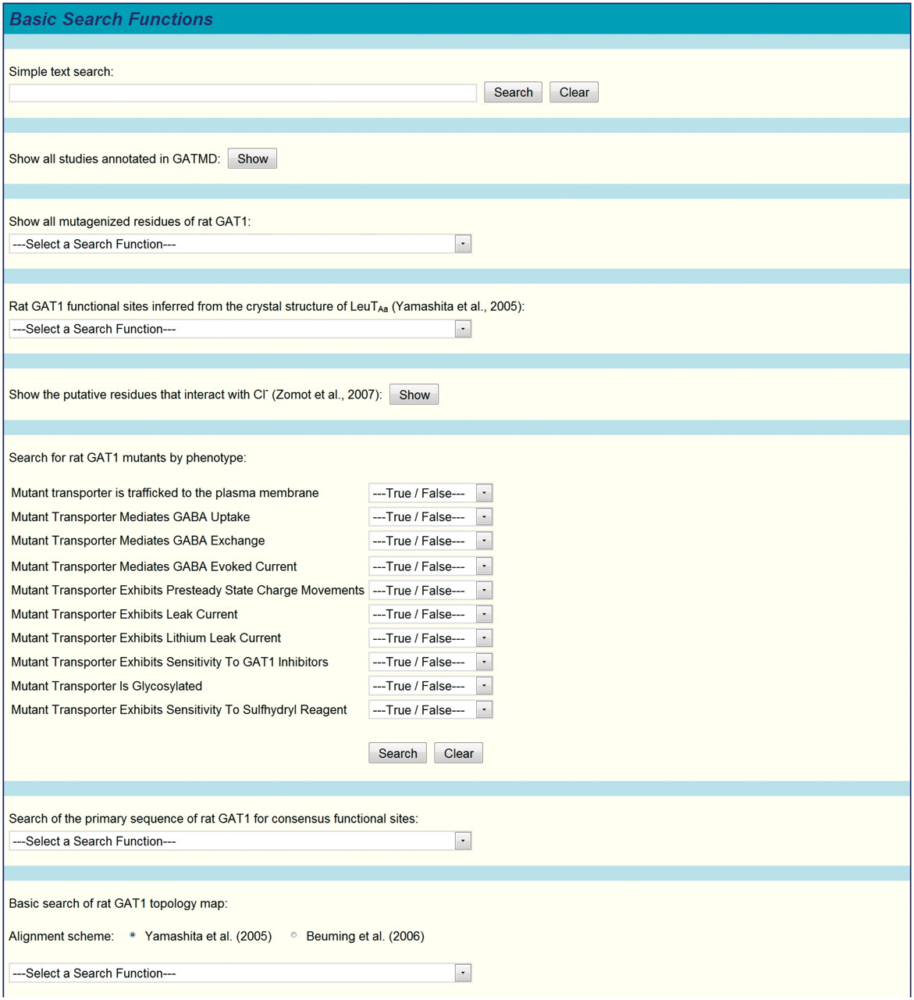 Basic Search Functions
Simple text search:
Search Clear
Show all studies annotated in GATMD: Show
Show all mutagenized residues of rat GAT1:
---Select a Search Function---
Rat GAT1 functional sites inferred from the crystal structure of LeuTAa (Yamashita et al., 2005):
---Select a Search Function---
Show the putative residues that interact with Cl- (Zomot et al., 2007): Show
Search for rat GAT1 mutants by phenotype:
Mutant transporter is trafficked to the plasma membrane ---True / False---
Mutant Transporter Mediates GABA Uptake ---True / False---
Mutant Transporter Mediates GABA Exchange ---True / False---
Mutant Transporter Mediates GABA Evoked Current ---True / False---
Mutant Transporter Exhibits Presteady State Charge Movements ---True / False---
Mutant Transporter Exhibits Leak Current ---True / False---
Mutant Transporter Exhibits Lithium Leak Current ---True / False---
Mutant Transporter Exhibits Sensitivity To GAT1 Inhibitors ---True / False---
Mutant Transporter Is Glycosylated ---True / False---
Mutant Transporter Exhibits Sensitivity To Sulfhydryl Reagent ---True / False---
Search Clear
Search of the primary sequence of rat GAT1 for consensus functional sites:
---Select a Search Function---
Basic search of rat GAT1 topology map:
Alignment scheme: Yamashita et al. (2005) Beuming et al. (2006)
---Select a Search Function---